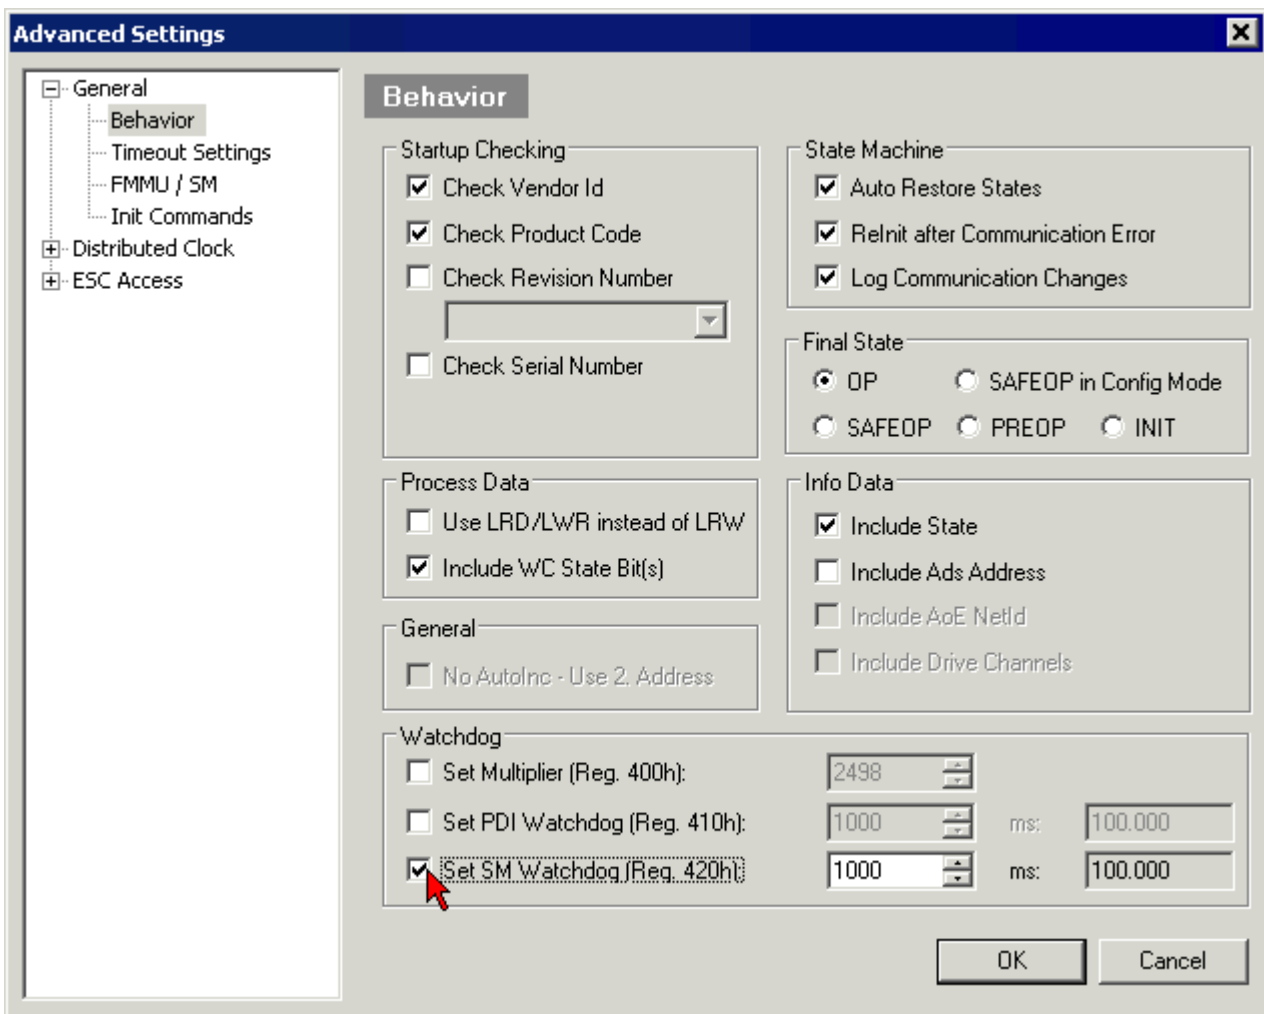 Advanced Settings
General
Behavior
Timeout Settings
FMMU / SM
Init Commands
Distributed Clock
ESC Access
Behavior
Startup Checking
Check Vendor Id
Check Product Code
Check Revision Number
Check Serial Number
State Machine
Auto Restore States
ReInit after Communication Error
Log Communication Changes
Final State
OP SAFEOP in Config Mode
SAFEOP PREOP INIT
Process Data
Use LRD/LWR instead of LRW
Include WC State Bit(s)
Info Data
Include State
Include Ads Address
Include AoE NetId
Include Drive Channels
General
No AutoInc - Use 2. Address
Watchdog
Set Multiplier (Reg. 400h): 2498
Set PDI Watchdog (Reg. 410h): 1000 ms: 100.000
Set SM Watchdog (Reg. 420h): 1000 ms: 100.000
OK Cancel